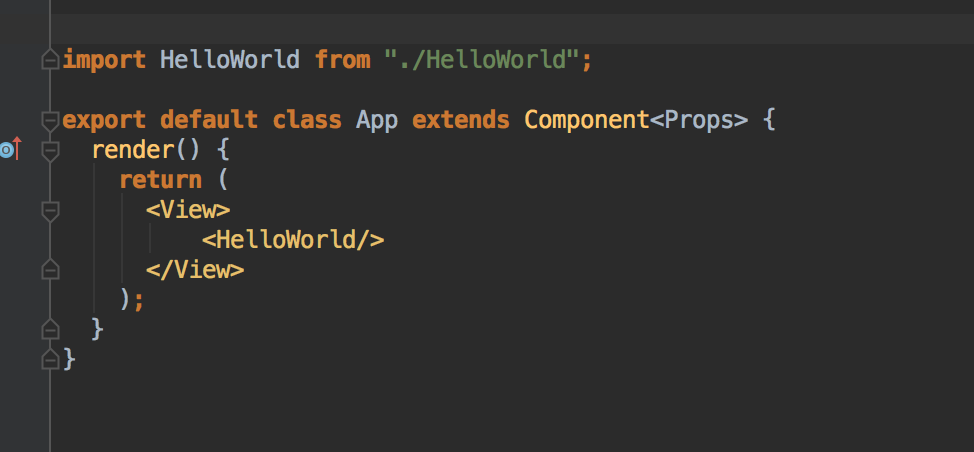 import HelloWorld from "./HelloWorld";
export default class App extends Component<Props> {
render() {
return (
<View>
<HelloWorld/>
</View>
);
}
}